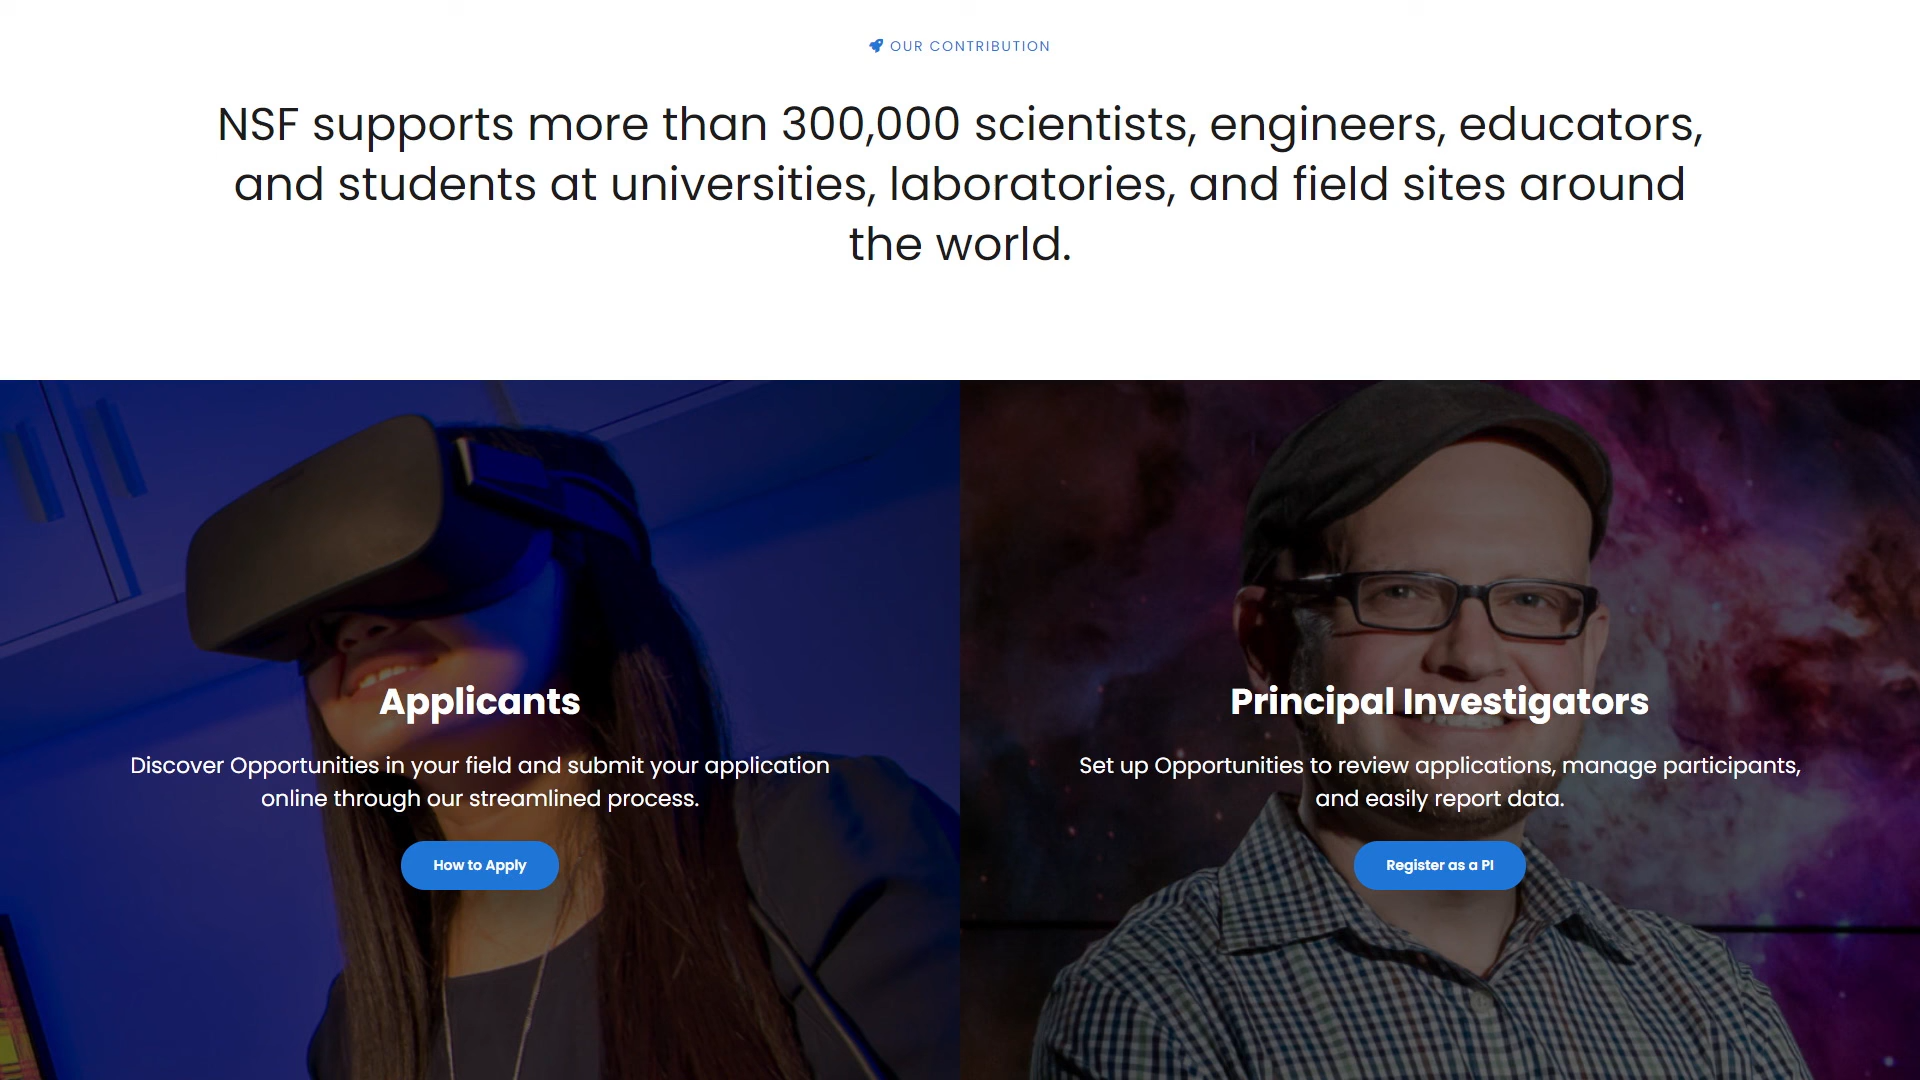 OUR CONTRIBUTION
NSF supports more than 300,000 scientists, engineers, educators,
and students at universities, laboratories, and field sites around
the world.
Applicants
Discover Opportunities in your field and submit your application
online through our streamlined process.
How to Apply
Principal Investigators
Set up Opportunities to review applications, manage participants,
and easily report data.
Register as a PI